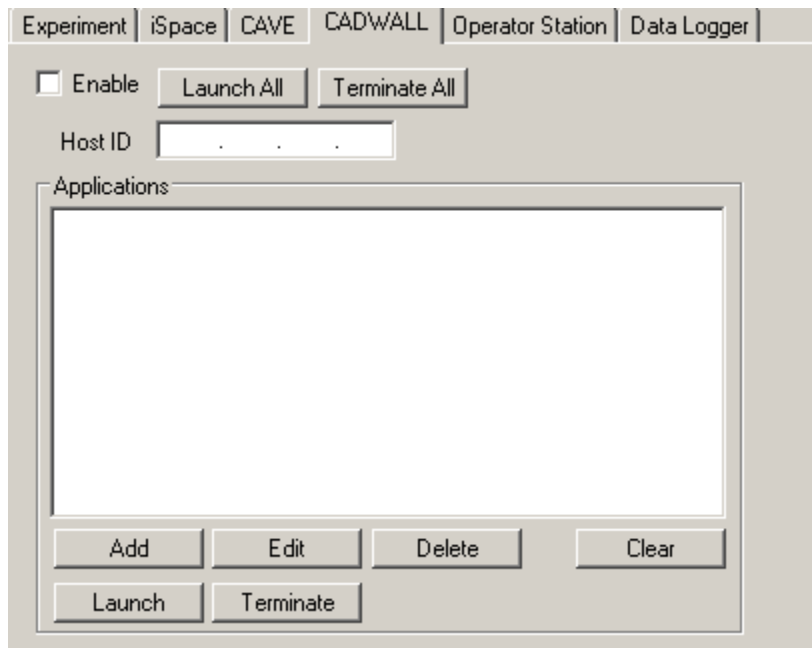 Experiment iSpace CAVE CADWALL Operator Station Data Logger
Enable Launch All Terminate All
Host ID . . .
Applications
Add Edit Delete Clear
Launch Terminate